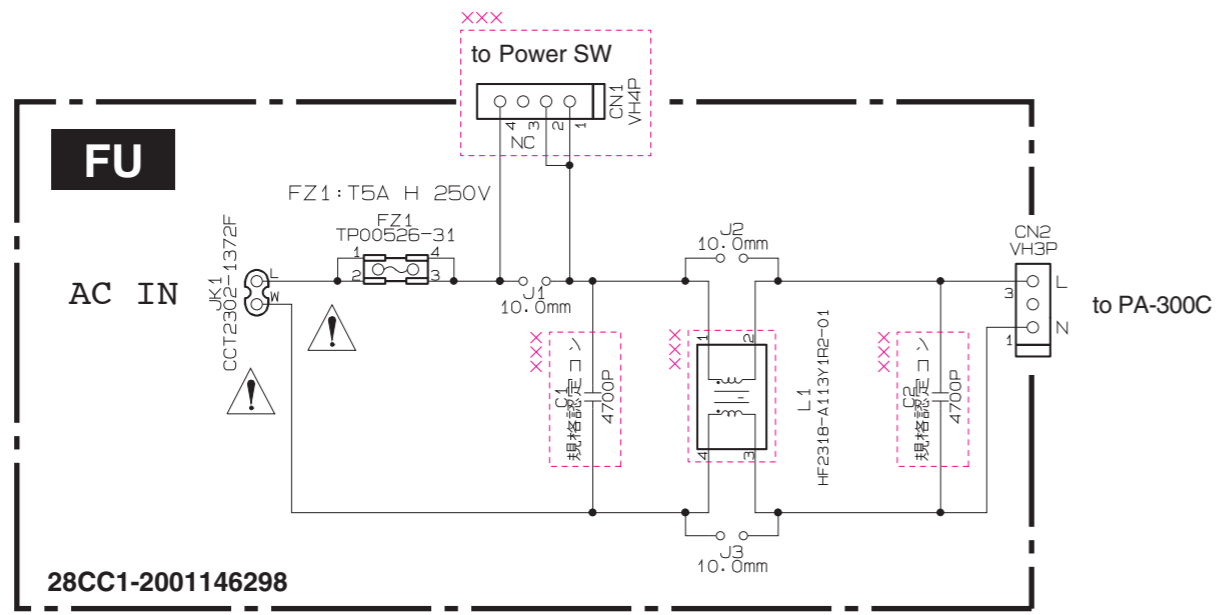 ×××
to Power SW
CN1
VH4P
4
3
2
1
NC
FU
FZ1:T5A H 250V
FZ1
TP00526-31
1
4
2
3
J2
10.0mm
CN2
VH3P
AC IN
JK1
CCT2302-1372F
L
W
J1
10.0mm
L
3
N
1
to PA-300C
×××
C1
規格認定コン
4700P
×××
1
2
4
3
L1
HF2318-A113Y1R2-01
×××
C2
規格認定コン
4700P
J3
10.0mm
28CC1-2001146298